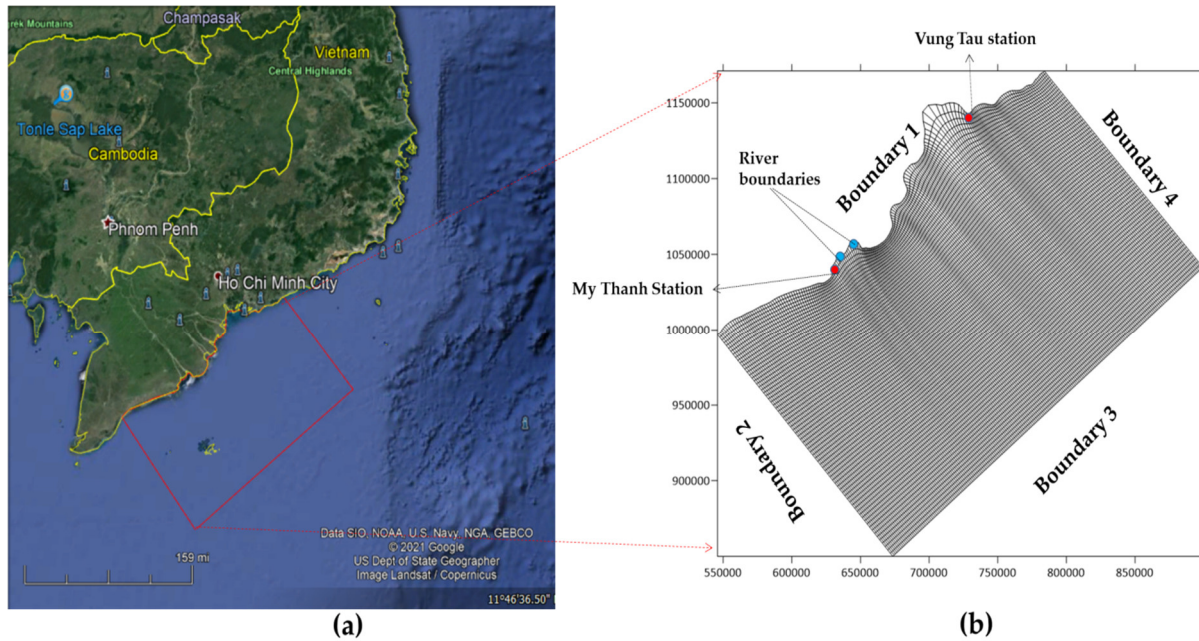 Champasak
rek Mountains
Vietnam
Central Highlands
Tonle Sap Lake
Cambodia
Phnom Penh
Ho Chi Minh City
Data SIO, NOAA, U.S. Navy, NGA, GEBCO
© 2021 Google
US Dept of State Geographer
Image Landsat / Copernicus
159 mi
11°46'36.50"
(a)
Vung Tau station
River
boundaries
My Thanh Station
Boundary 1
Boundary 4
Boundary 2
Boundary 3
1150000
1100000
1050000
1000000
950000
900000
550000 600000 650000 700000 750000 800000 850000
(b)